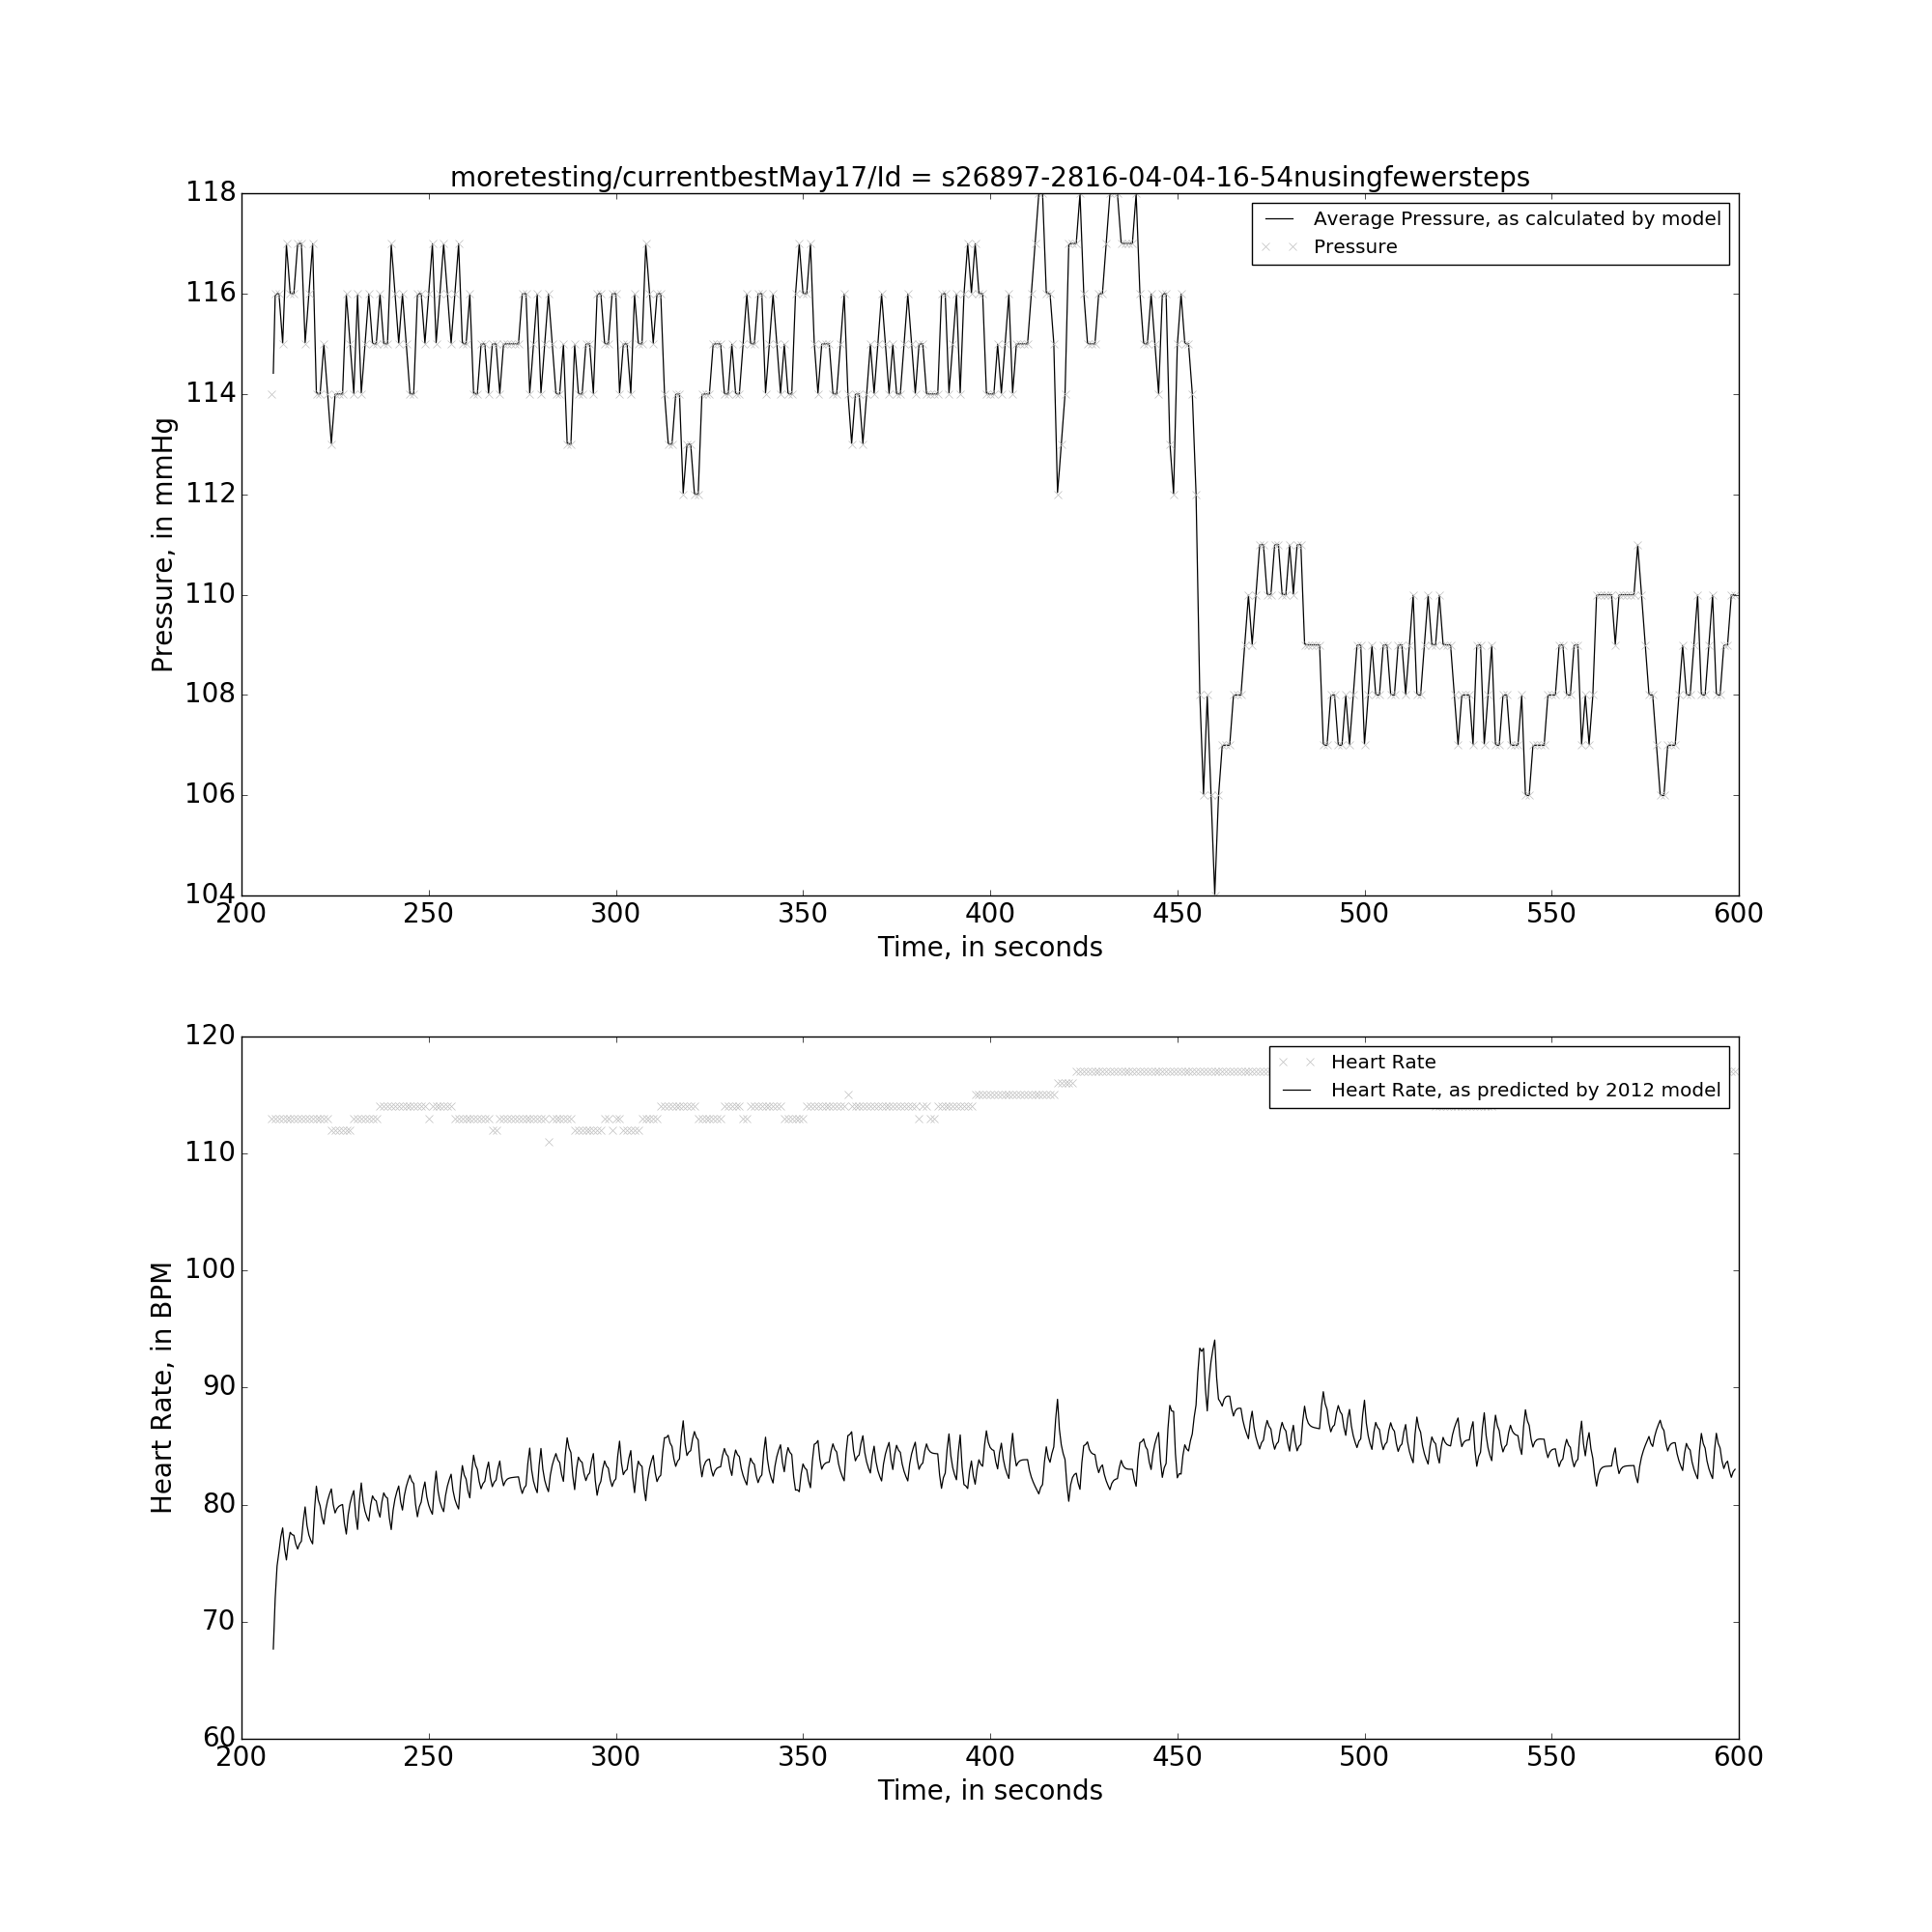 moretesting/currentbestMay17/Id = s26897-2816-04-04-16-54nusingfewersteps
118
116
114
112
110
108
106
104
Pressure, in mmHg
Average Pressure, as calculated by model
Pressure
200 250 300 350 400 450 500 550 600
Time, in seconds
120
110
100
90
80
70
60
Heart Rate, in BPM
Heart Rate
Heart Rate, as predicted by 2012 model
200 250 300 350 400 450 500 550 600
Time, in seconds